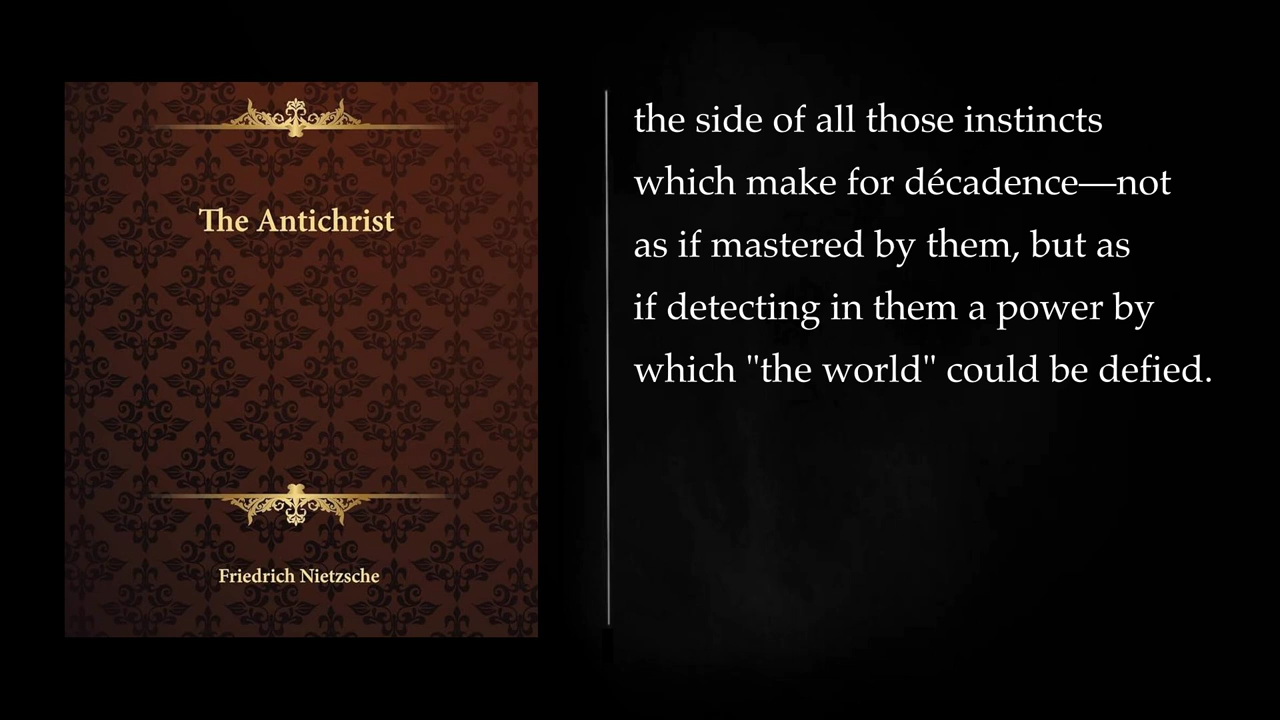 The Antichrist
Friedrich Nietzsche
the side of all those instincts
which make for décadence—not
as if mastered by them, but as
if detecting in them a power by
which "the world" could be defied.